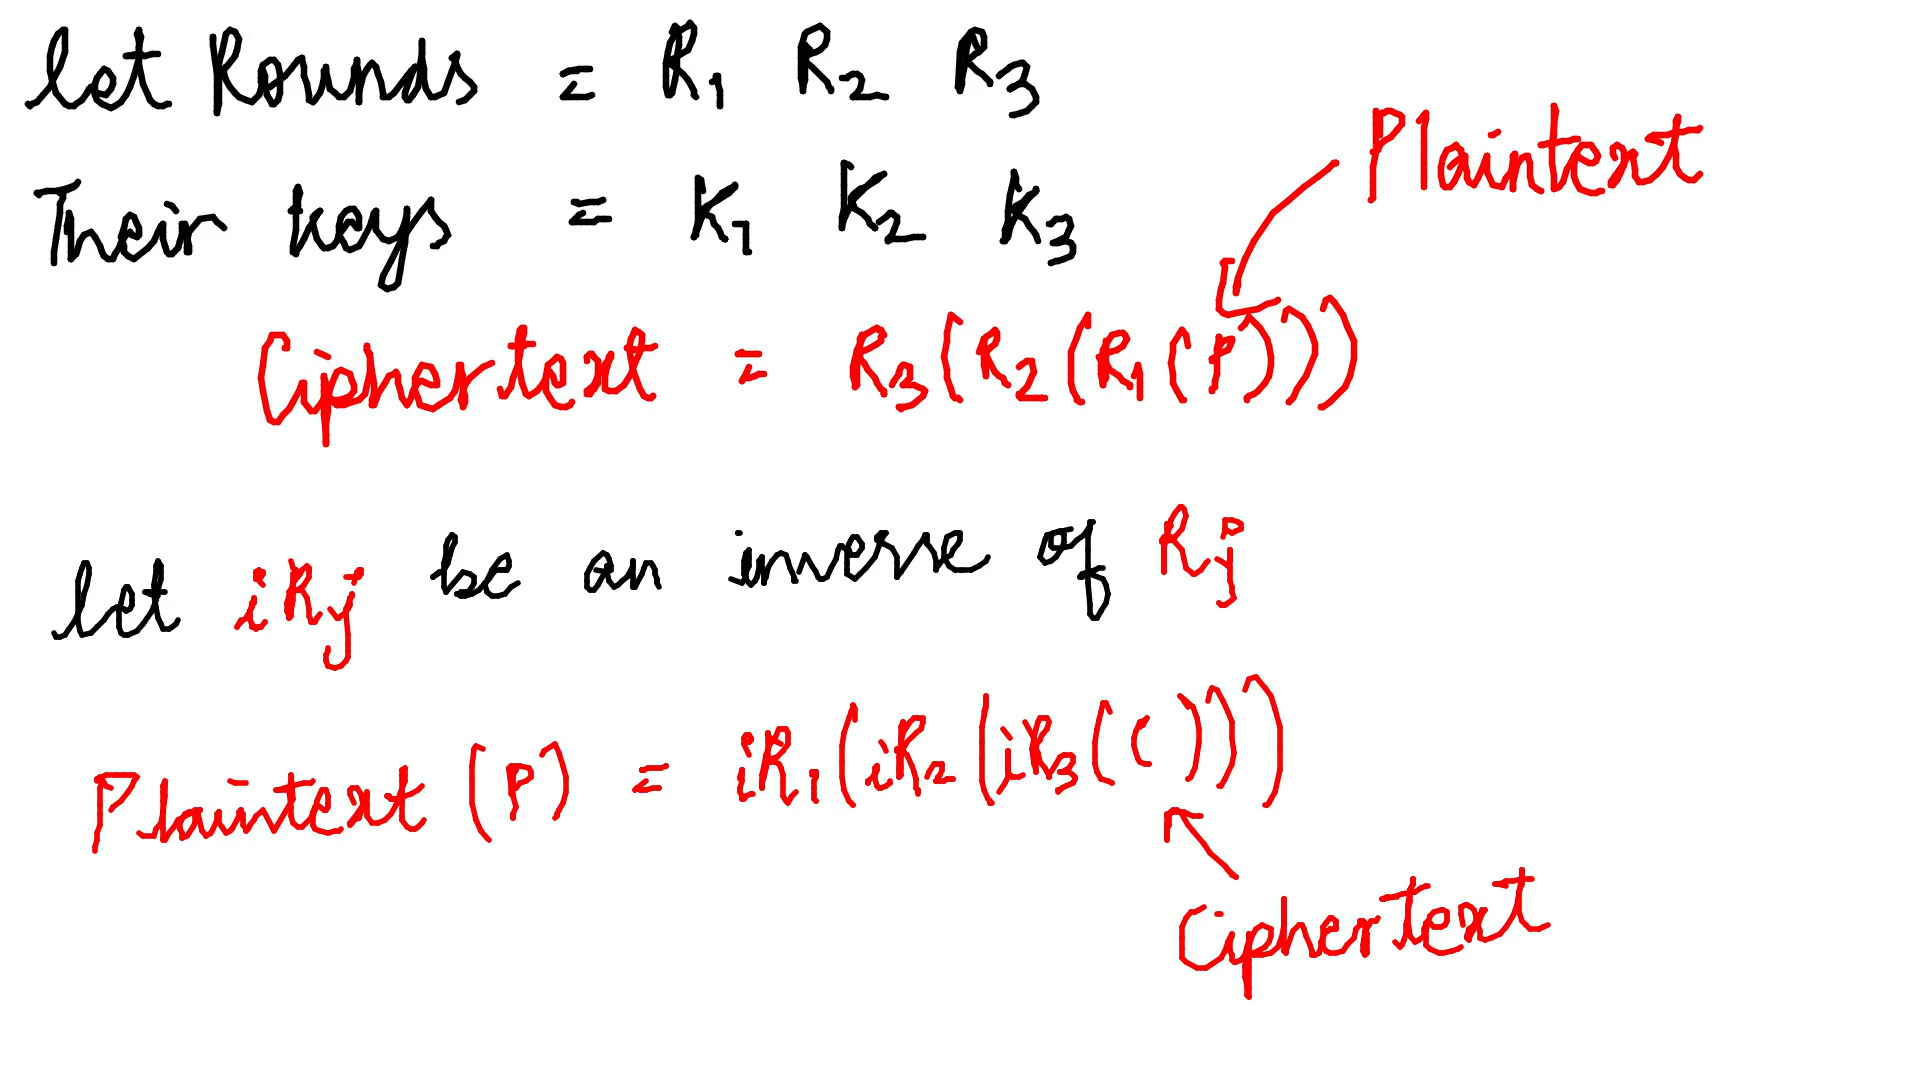 let Rounds = R₁ R₂ R₃
Plaintext
Their keys = K₁ K₂ K₃
Ciphertext = R₃(R₂(R₁(P)))
let iRj be an inverse of Rj
Plaintext (P) = iR₁(iR₂(iR₃(C)))
Ciphertext